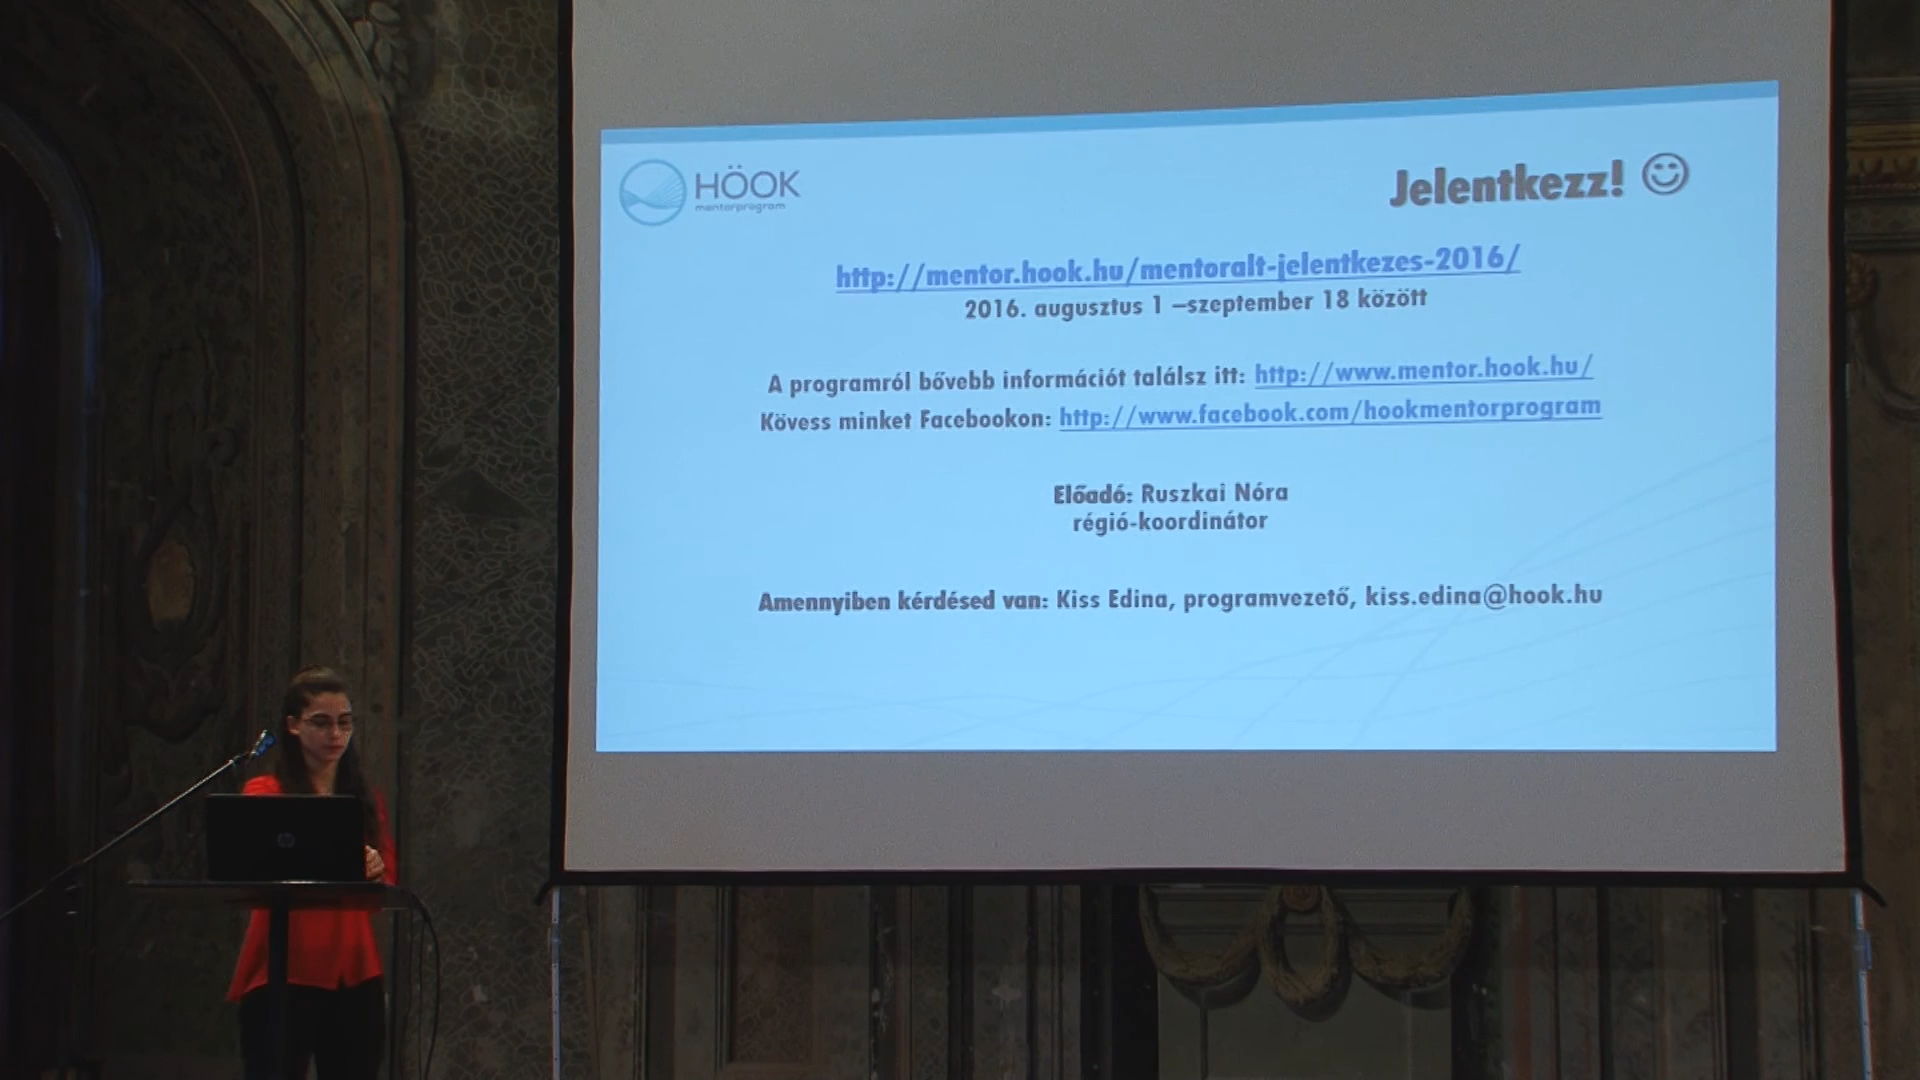 HÖOK
mentorprogram
Jelentkezz!
http://mentor.hook.hu/mentoralt-jelentkezes-2016/
2016. augusztus 1 –szeptember 18 között
A programról bővebb információt találsz itt: http://www.mentor.hook.hu/
Kövess minket Facebookon: http://www.facebook.com/hookmentorprogram
Előadó: Ruszkai Nóra
régió-koordinátor
Amennyiben kérdésed van: Kiss Edina, programvezető, kiss.edina@hook.hu
hp